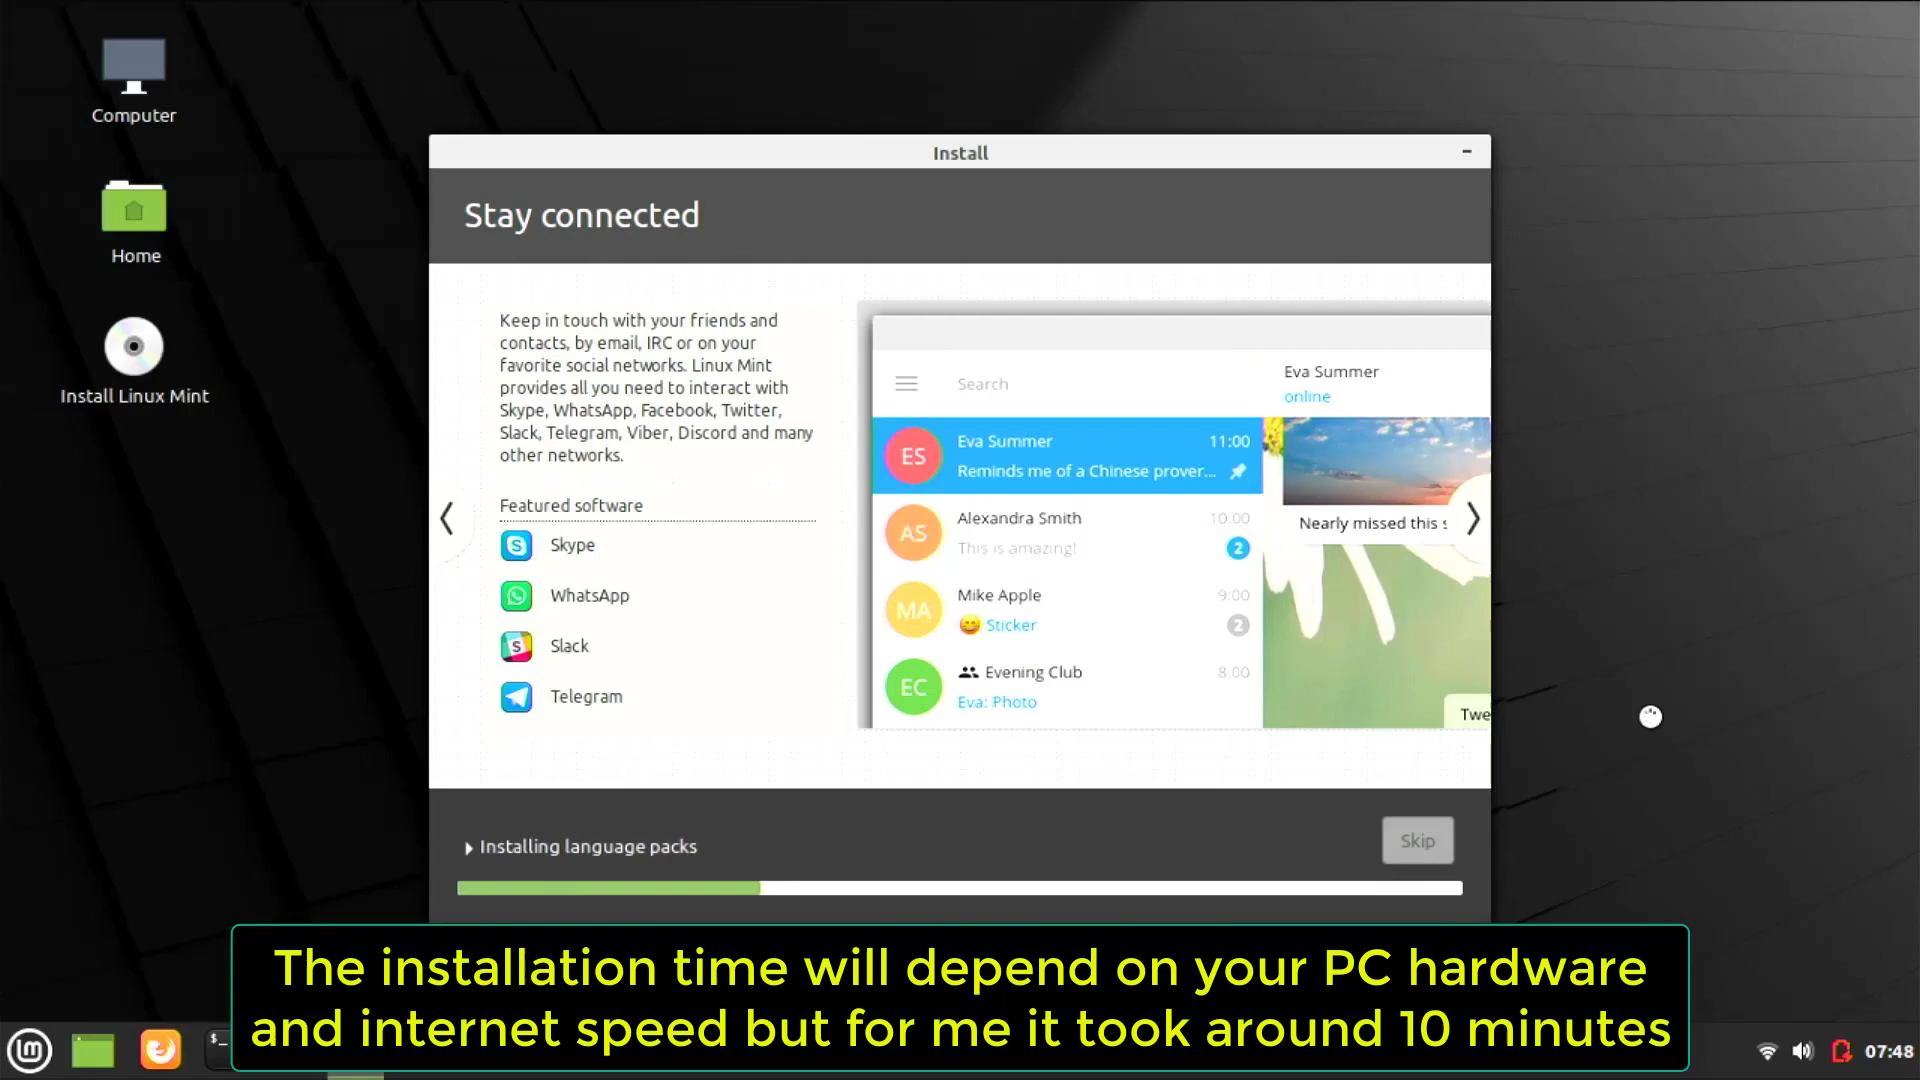 Computer
Home
Install Linux Mint
Install
Stay connected
Keep in touch with your friends and
contacts, by email, IRC or on your
favorite social networks. Linux Mint
provides all you need to interact with
Skype, WhatsApp, Facebook, Twitter,
Slack, Telegram, Viber, Discord and many
other networks.
Featured software
Skype
WhatsApp
Slack
Telegram
Search
ES
Eva Summer
11:00
Reminds me of a Chinese prover...
AS
Alexandra Smith
10:00
This is amazing!
2
MA
Mike Apple
9:00
Sticker
2
EC
Evening Club
8:00
Eva: Photo
Eva Summer
online
Nearly missed this s
Twe
Installing language packs
Skip
The installation time will depend on your PC hardware
and internet speed but for me it took around 10 minutes
$_
07:48